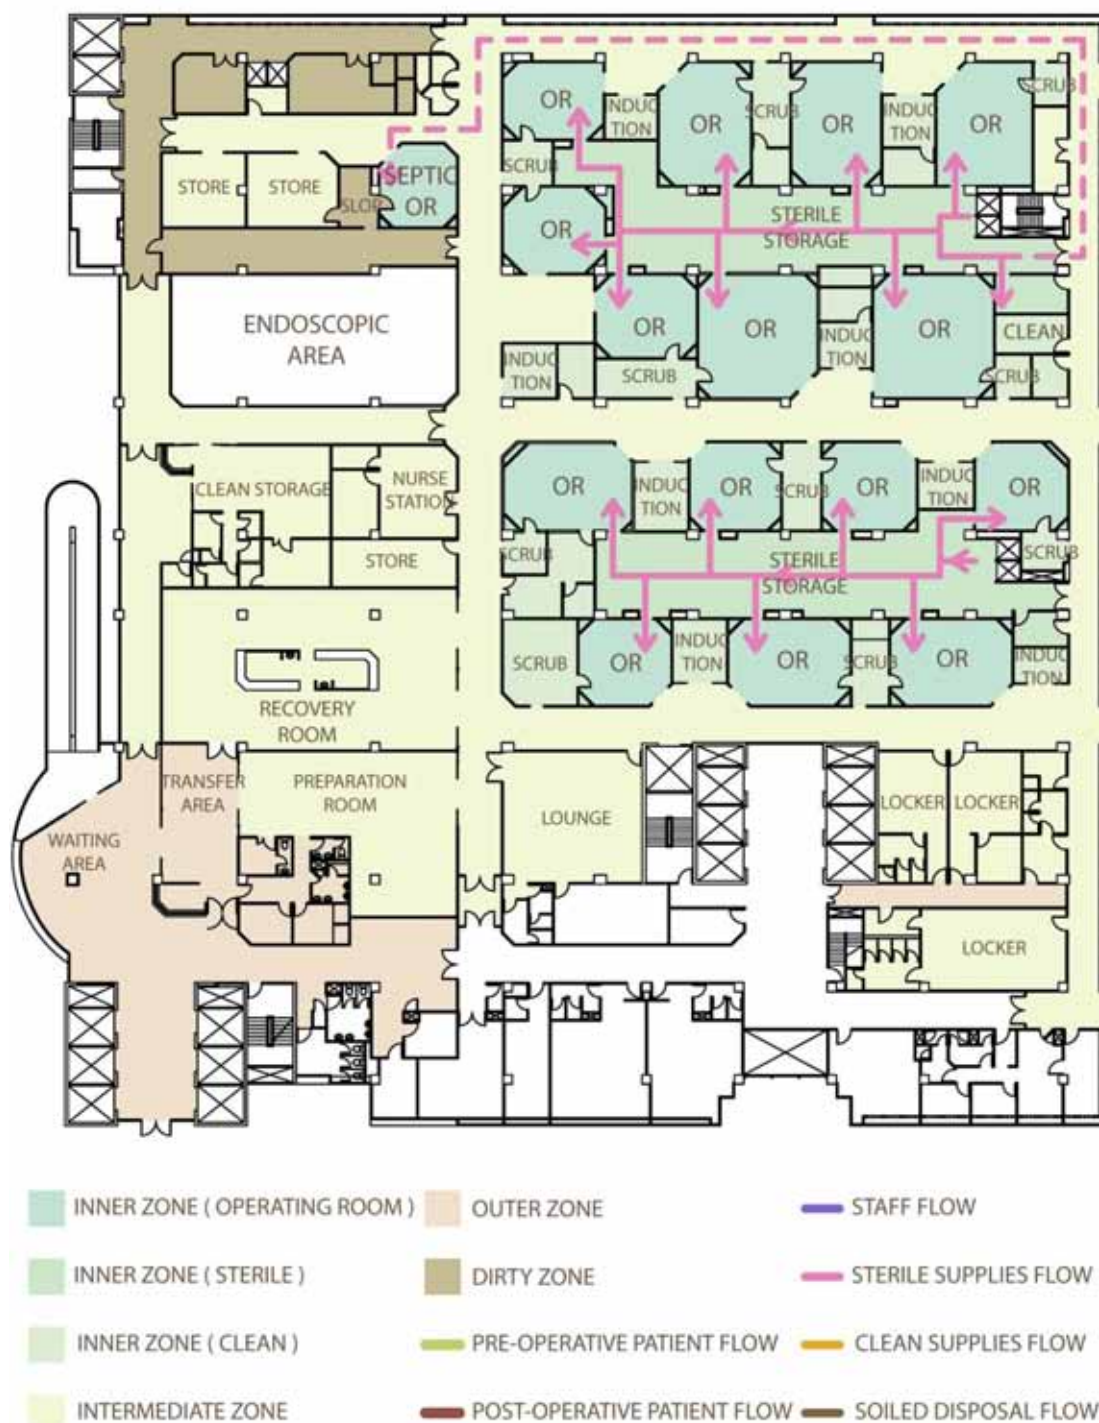 OR
INDUC
TION
OR
SCRUB
OR
INDUC
TION
OR
SCRUB
SCRUB
STORE
STORE
SLOP
SEPTIC
OR
OR
STERILE
STORAGE
ENDOSCOPIC
AREA
OR
OR
INDUC
TION
OR
CLEAN
INDUC
TION
SCRUB
SCRUB
CLEAN STORAGE
NURSE
STATION
OR
INDUC
TION
OR
SCRUB
OR
INDUC
TION
OR
STORE
SCRUB
STERILE
STORAGE
SCRUB
SCRUB
OR
INDUC
TION
OR
SCRUB
OR
INDUC
TION
RECOVERY
ROOM
TRANSFER
AREA
PREPARATION
ROOM
WAITING
AREA
LOUNGE
LOCKER
LOCKER
LOCKER
INNER ZONE ( OPERATING ROOM )
OUTER ZONE
STAFF FLOW
INNER ZONE ( STERILE )
DIRTY ZONE
STERILE SUPPLIES FLOW
INNER ZONE ( CLEAN )
PRE-OPERATIVE PATIENT FLOW
CLEAN SUPPLIES FLOW
INTERMEDIATE ZONE
POST-OPERATIVE PATIENT FLOW
SOILED DISPOSAL FLOW